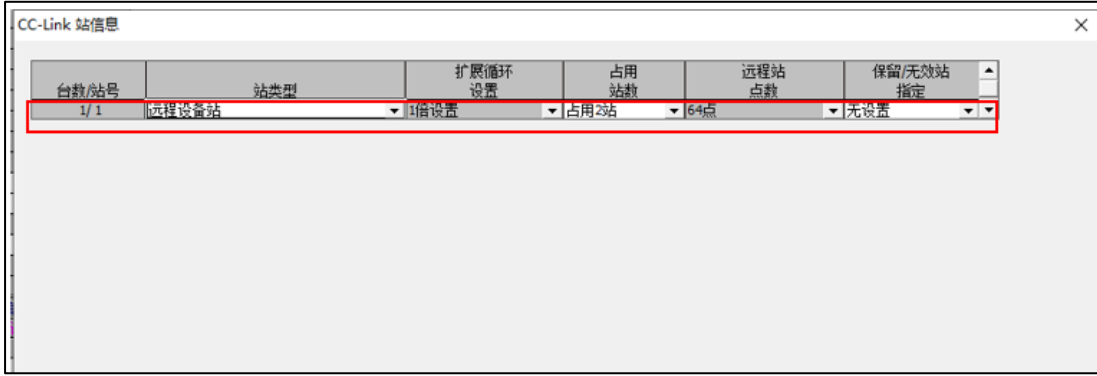 CC-Link 站信息
台数/站号 站类型 扩展循环 占用 远程站 保留/无效站
设置 站数 点数 指定
1/ 1 远程设备站 1倍设置 占用2站 64点 无设置